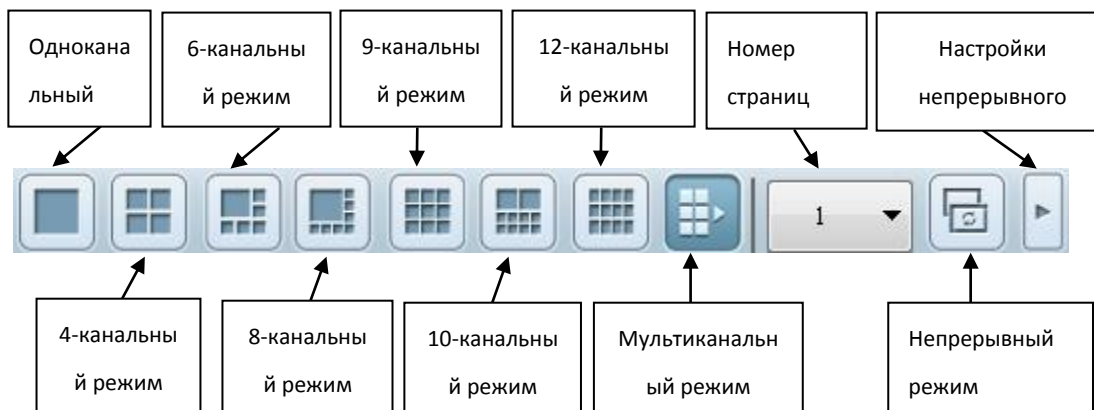 Однокана
льный
6-канальны
й режим
9-канальны
й режим
12-канальны
й режим
Номер
страниц
Настройки
непрерывного
1
4-канальны
й режим
8-канальны
й режим
10-канальны
й режим
Мультиканальн
ый режим
Непрерывный
режим